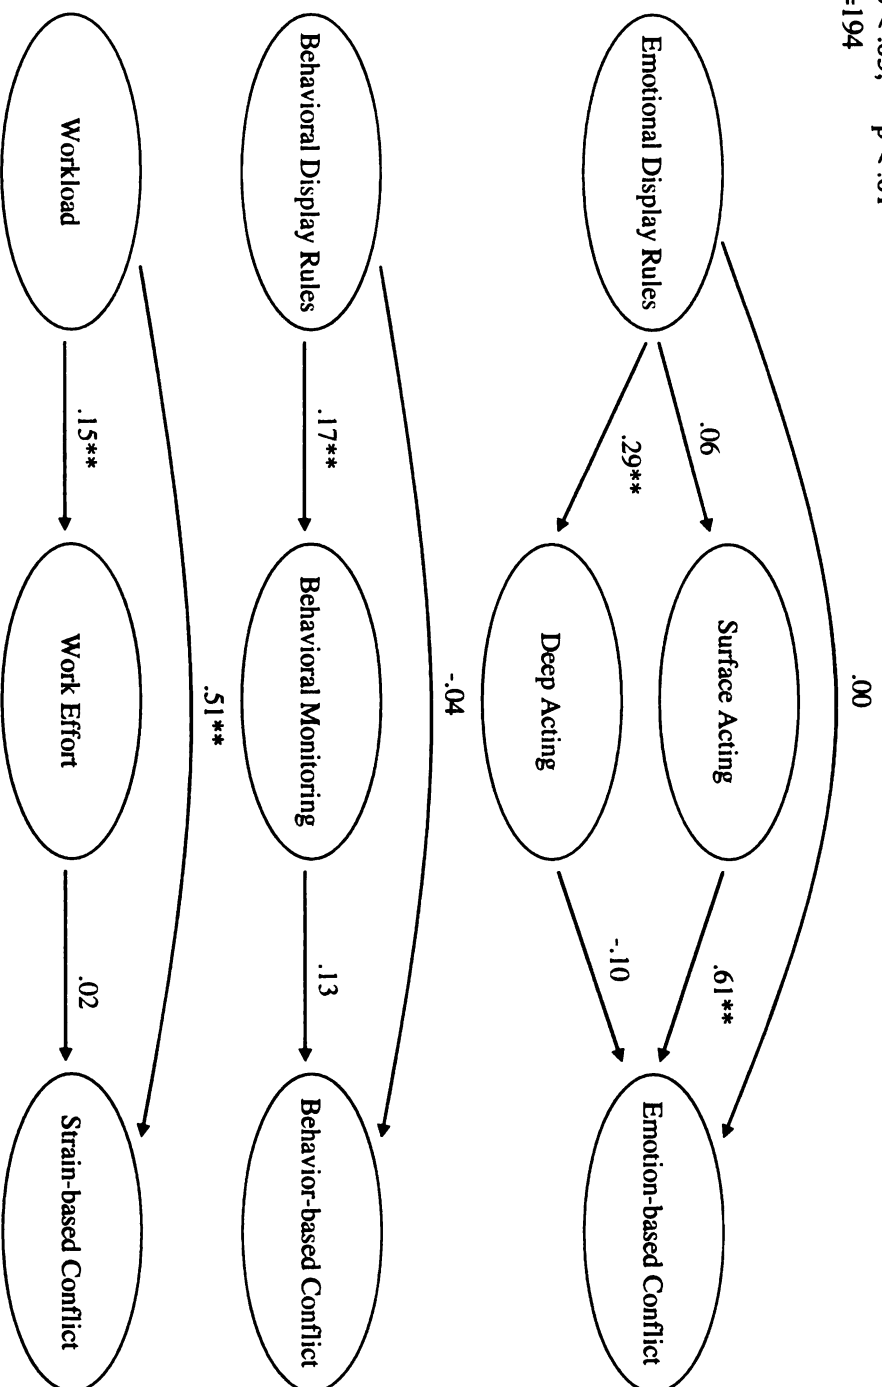 =194
.00
.06
Surface Acting
.61**
Emotional Display Rules
.29**
-.10
Emotion-based Conflict
Deep Acting
-.04
Behavioral Display Rules
.17**
Behavioral Monitoring
.13
Behavior-based Conflict
.51**
Workload
.15**
Work Effort
.02
Strain-based Conflict